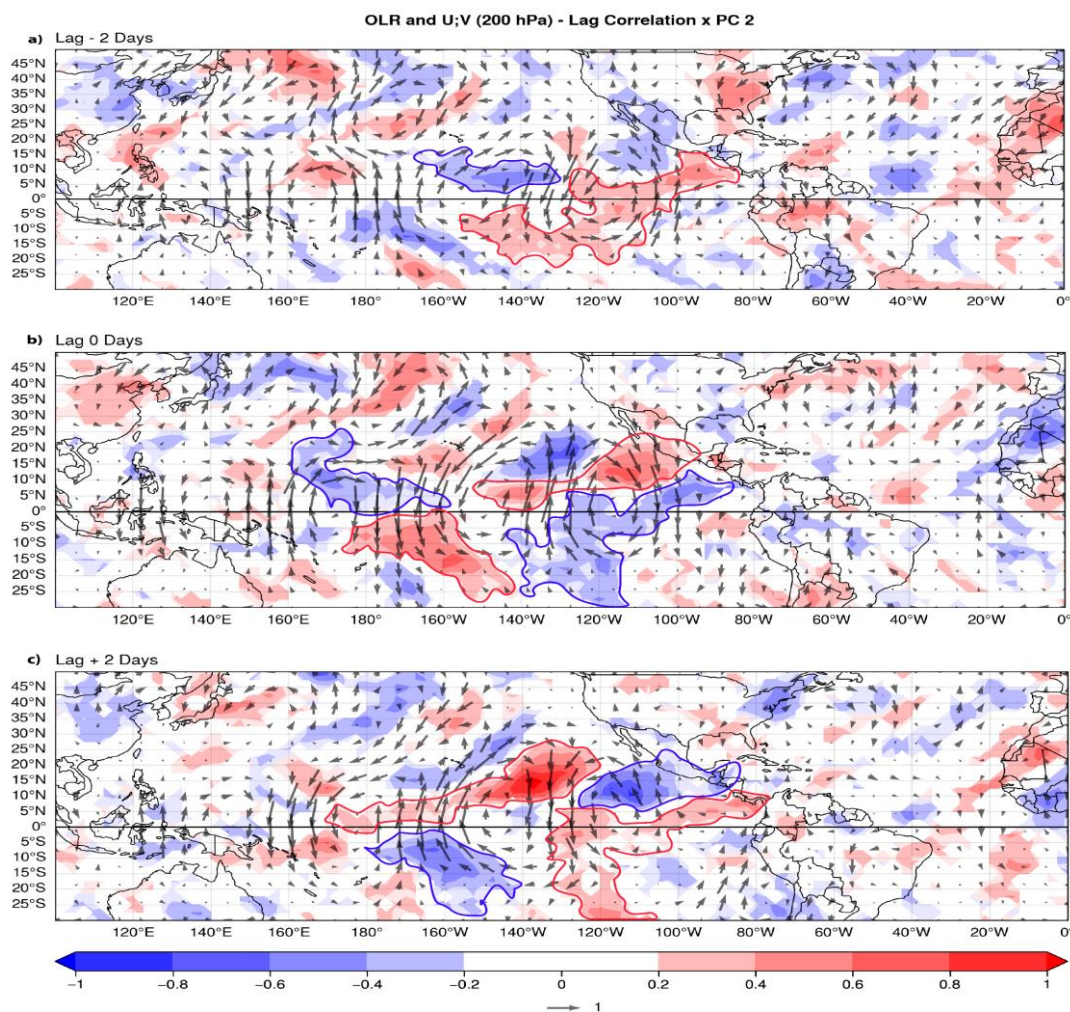 OLR and U;V (200 hPa) - Lag Correlation x PC 2
a) Lag - 2 Days
45°N
40°N
35°N
30°N
25°N
20°N
15°N
10°N
5°N
0°
5°S
10°S
15°S
20°S
25°S
120°E 140°E 160°E 180° 160°W 140°W 120°W 100°W 80°W 60°W 40°W 20°W 0°
b) Lag 0 Days
45°N
40°N
35°N
30°N
25°N
20°N
15°N
10°N
5°N
0°
5°S
10°S
15°S
20°S
25°S
120°E 140°E 160°E 180° 160°W 140°W 120°W 100°W 80°W 60°W 40°W 20°W 0°
c) Lag + 2 Days
45°N
40°N
35°N
30°N
25°N
20°N
15°N
10°N
5°N
0°
5°S
10°S
15°S
20°S
25°S
120°E 140°E 160°E 180° 160°W 140°W 120°W 100°W 80°W 60°W 40°W 20°W 0°
−1 −0.8 −0.6 −0.4 −0.2 0 0.2 0.4 0.6 0.8 1
1